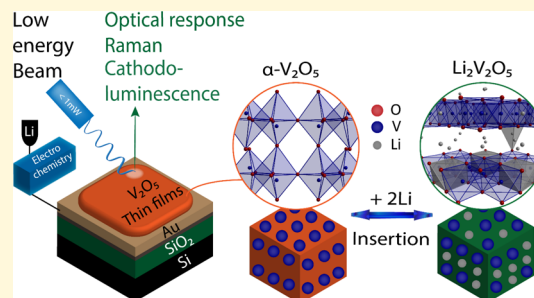 Low
energy
Beam
Optical response
Raman
Cathodo-
luminescence
< 1mW
Li
Electro
chemistry
V₂O₅
Thin films
Au
SiO₂
Si
α-V₂O₅
O
V
Li
Li₂V₂O₅
+ 2Li
Insertion